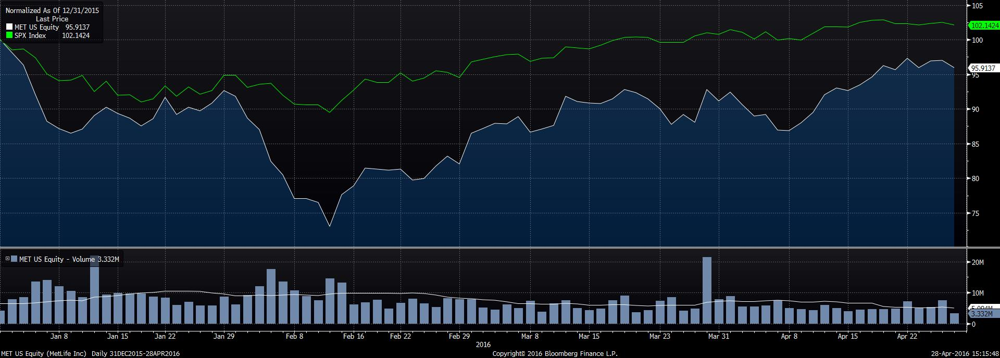 Normalized As Of 12/31/2015
Last Price
MET US Equity 95.9137
SPX Index 102.1424
105
102.1424
100
95.9137
95
90
85
80
75
MET US Equity - Volume 3.332M
20M
10M
5.094M
3.332M
0
Jan 8 Jan 15 Jan 22 Jan 29 Feb 8 Feb 16 Feb 22 Feb 29 Mar 8 Mar 15 Mar 23 Mar 31 Apr 8 Apr 15 Apr 22
2016
MET US Equity (MetLife Inc) Daily 31DEC2015-28APR2016 Copyright© 2016 Bloomberg Finance L.P. 28-Apr-2016 15:15:48